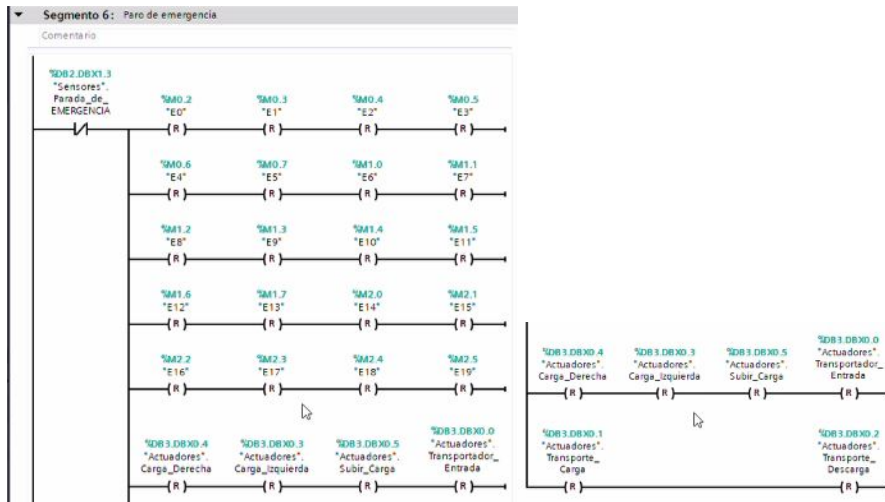 Segmento 6: Paro de emergencia
Comentario
%DB2.DBX1.3
"Sensores".
Parada_de_
EMERGENCIA
%M0.2 %M0.3 %M0.4 %M0.5
"E0" "E1" "E2" "E3"
R R R R
%M0.6 %M0.7 %M1.0 %M1.1
"E4" "E5" "E6" "E7"
R R R R
%M1.2 %M1.3 %M1.4 %M1.5
"E8" "E9" "E10" "E11"
R R R R
%M1.6 %M1.7 %M2.0 %M2.1
"E12" "E13" "E14" "E15"
R R R R
%M2.2 %M2.3 %M2.4 %M2.5
"E16" "E17" "E18" "E19"
R R R R
%DB3.DBX0.4 %DB3.DBX0.3 %DB3.DBX0.5 %DB3.DBX0.0
"Actuadores". "Actuadores". "Actuadores". "Actuadores".
Carga_Derecha Carga_Izquierda Subir_Carga Transportador_
Entrada
R R R R
%DB3.DBX0.4 %DB3.DBX0.3 %DB3.DBX0.5 %DB3.DBX0.0
"Actuadores". "Actuadores". "Actuadores". "Actuadores".
Carga_Derecha Carga_Izquierda Subir_Carga Transportador_
Entrada
R R R R
%DB3.DBX0.1 %DB3.DBX0.2
"Actuadores". "Actuadores".
Transporte_ Transporte_
Carga Descarga
R R